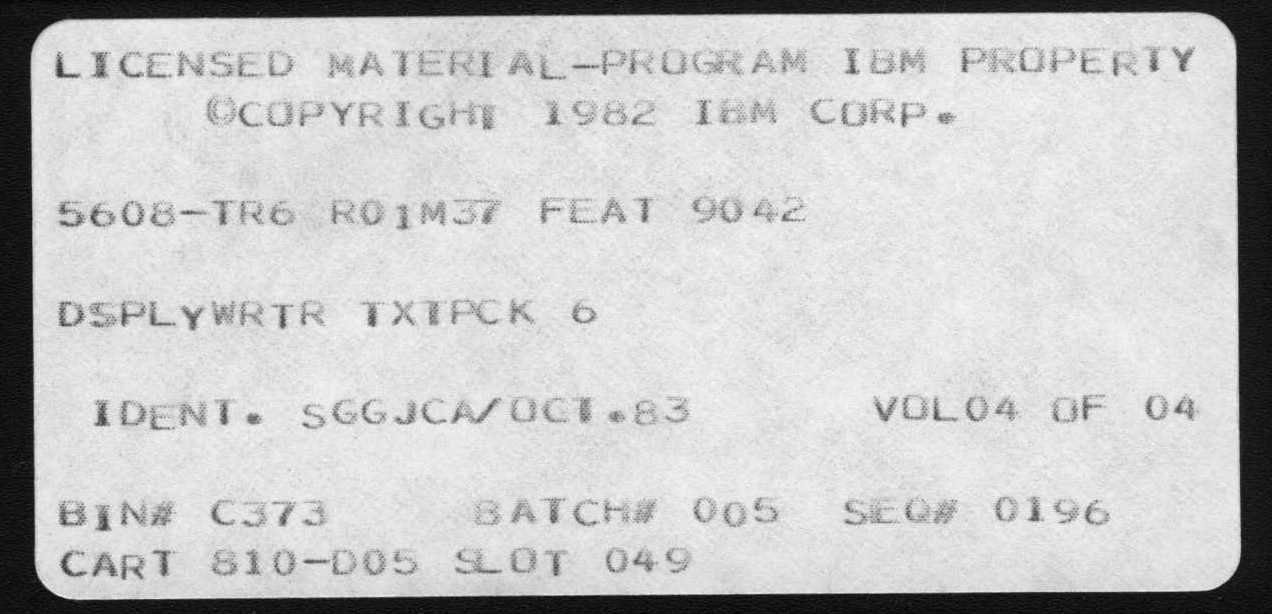 LICENSED MATERIAL-PROGRAM IBM PROPERTY
©COPYRIGHT 1982 IBM CORP.
5608-TR6 R01M37 FEAT 9042
DSPLYWRTR TXTPCK 6
IDENT. SGGJCA/OCT.83 VOL04 OF 04
BIN# C373 BATCH# 005 SEQ# 0196
CART 810-D05 SLOT 049